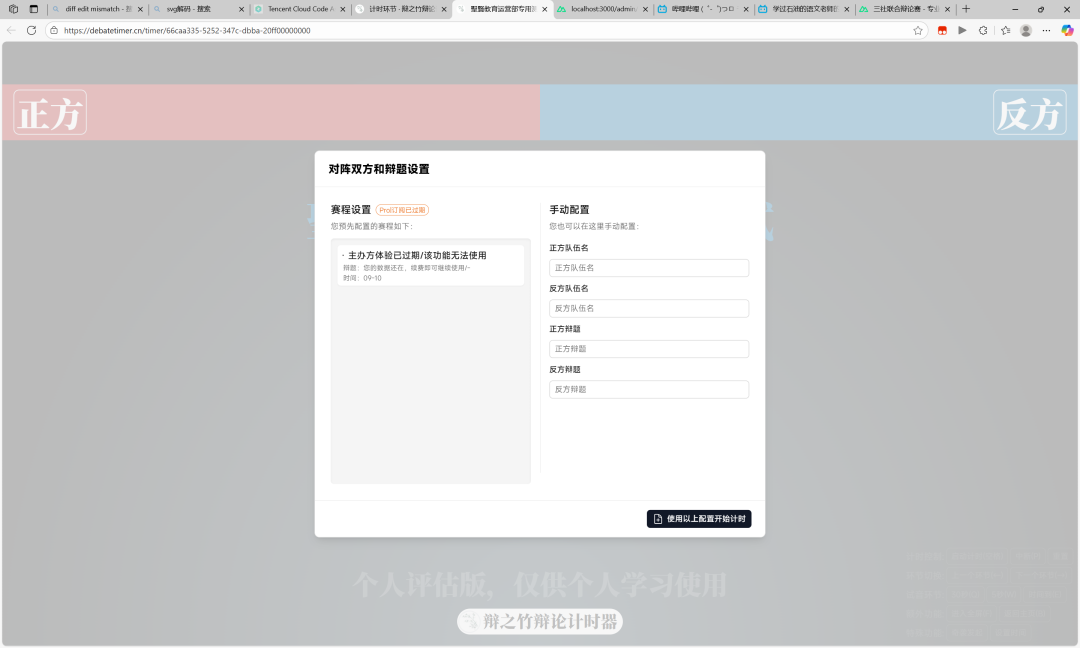 diff edit mismatch - 搜
svg解码 - 搜索
Tencent Cloud Code A
计时环节 - 辩之竹辩论
localhost:3000/admin/
哔哩哔哩 (゜-゜)つロ
学过石油的语文老师的
三社联合辩论赛 - 专业
https://debatetimer.cn/timer/66caa335-5252-347c-dbba-20ff00000000
正方
反方
对阵双方和辩题设置
赛程设置 Pro订阅已过期
您预先配置的赛程如下:
· 主办方体验已过期/该功能无法使用
辩题: 您的数据还在, 续费即可继续使用/-
时间: 09-10
手动配置
您也可以在这里手动配置:
正方队伍名
正方队伍名
反方队伍名
反方队伍名
正方辩题
正方辩题
反方辩题
反方辩题
使用以上配置开始计时
个人评估版，仅供个人学习使用
辩之竹辩论计时器